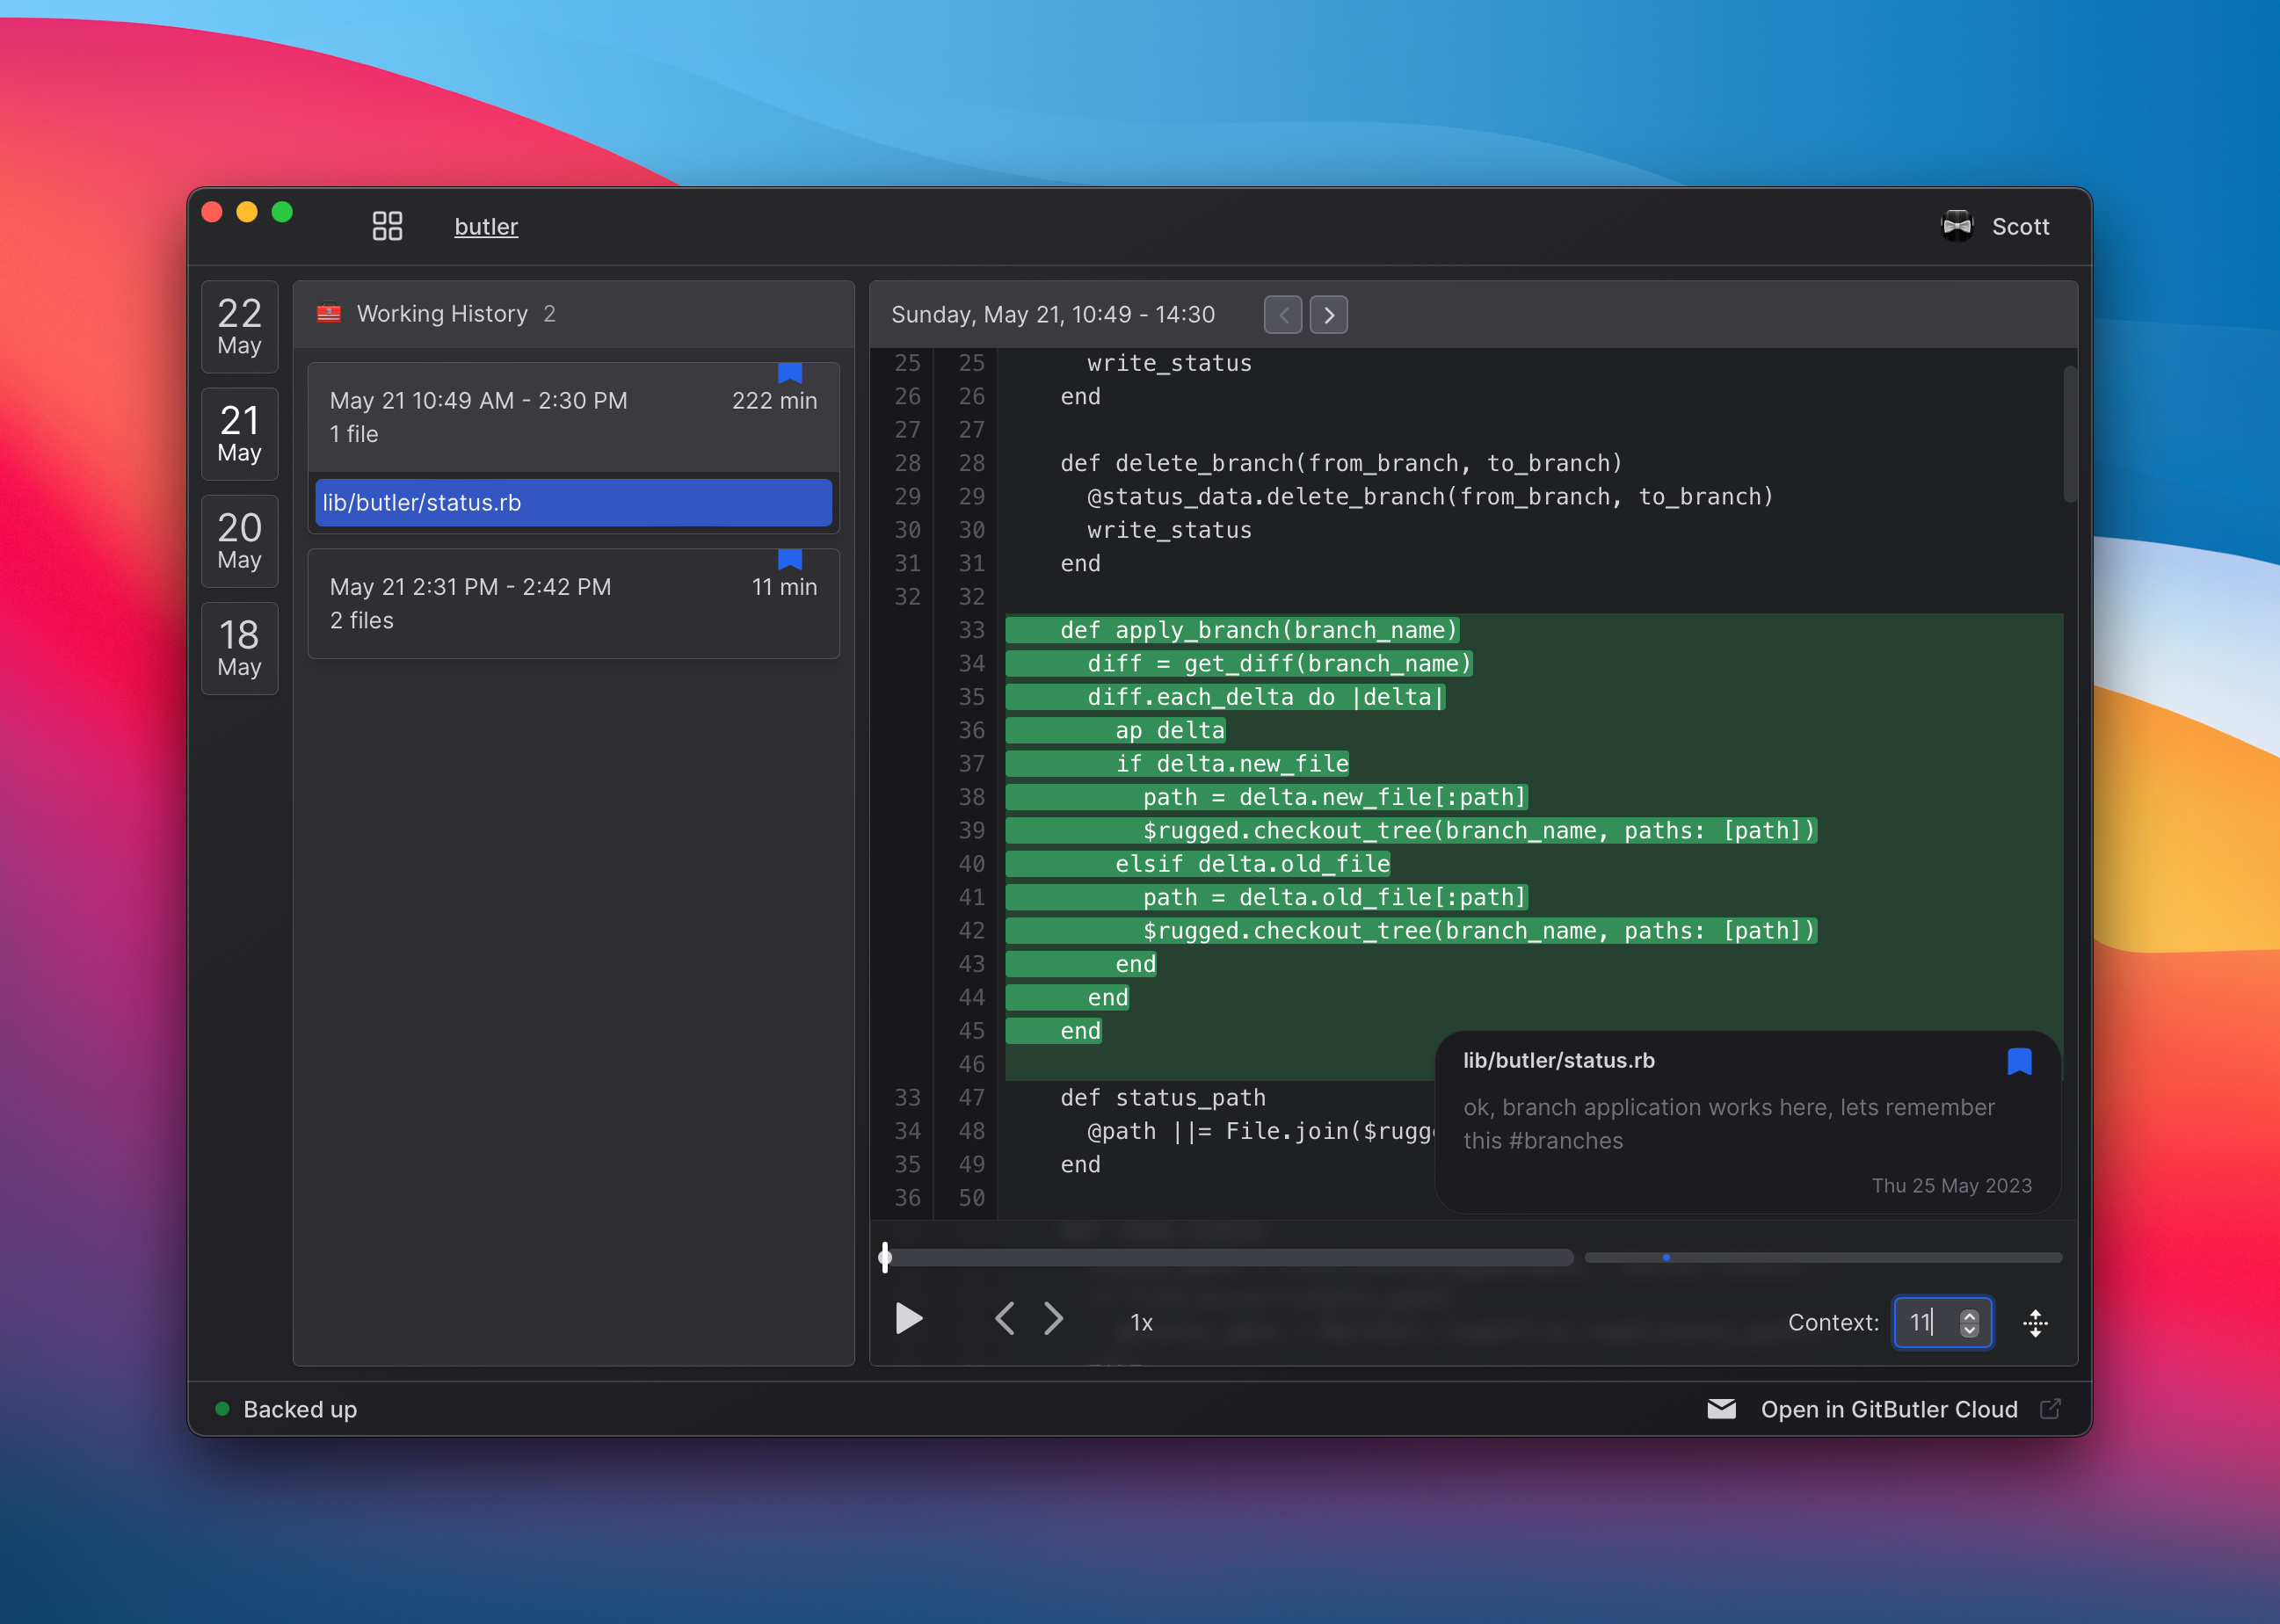 butler
Scott
22
May
21
May
20
May
18
May
Working History 2
May 21 10:49 AM - 2:30 PM 222 min
1 file
lib/butler/status.rb
May 21 2:31 PM - 2:42 PM 11 min
2 files
Sunday, May 21, 10:49 - 14:30
25 25 write_status
26 26 end
27 27
28 28 def delete_branch(from_branch, to_branch)
29 29 @status_data.delete_branch(from_branch, to_branch)
30 30 write_status
31 31 end
32 32
33 def apply_branch(branch_name)
34 diff = get_diff(branch_name)
35 diff.each_delta do |delta|
36 ap delta
37 if delta.new_file
38 path = delta.new_file[:path]
39 $rugged.checkout_tree(branch_name, paths: [path])
40 elsif delta.old_file
41 path = delta.old_file[:path]
42 $rugged.checkout_tree(branch_name, paths: [path])
43 end
44 end
45 end
46
33 47 def status_path
34 48 @path ||= File.join($rugg
35 49 end
36 50
lib/butler/status.rb
ok, branch application works here, lets remember
this #branches
Thu 25 May 2023
1x
Context: 11
Backed up
Open in GitButler Cloud